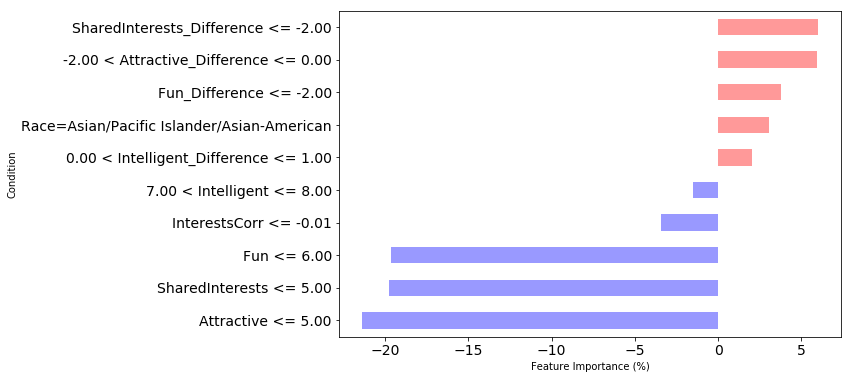 SharedInterests_Difference <= -2.00
-2.00 < Attractive_Difference <= 0.00
Fun_Difference <= -2.00
Race=Asian/Pacific Islander/Asian-American
0.00 < Intelligent_Difference <= 1.00
7.00 < Intelligent <= 8.00
InterestsCorr <= -0.01
Fun <= 6.00
SharedInterests <= 5.00
Attractive <= 5.00
Condition
−20 −15 −10 −5 0 5
Feature Importance (%)